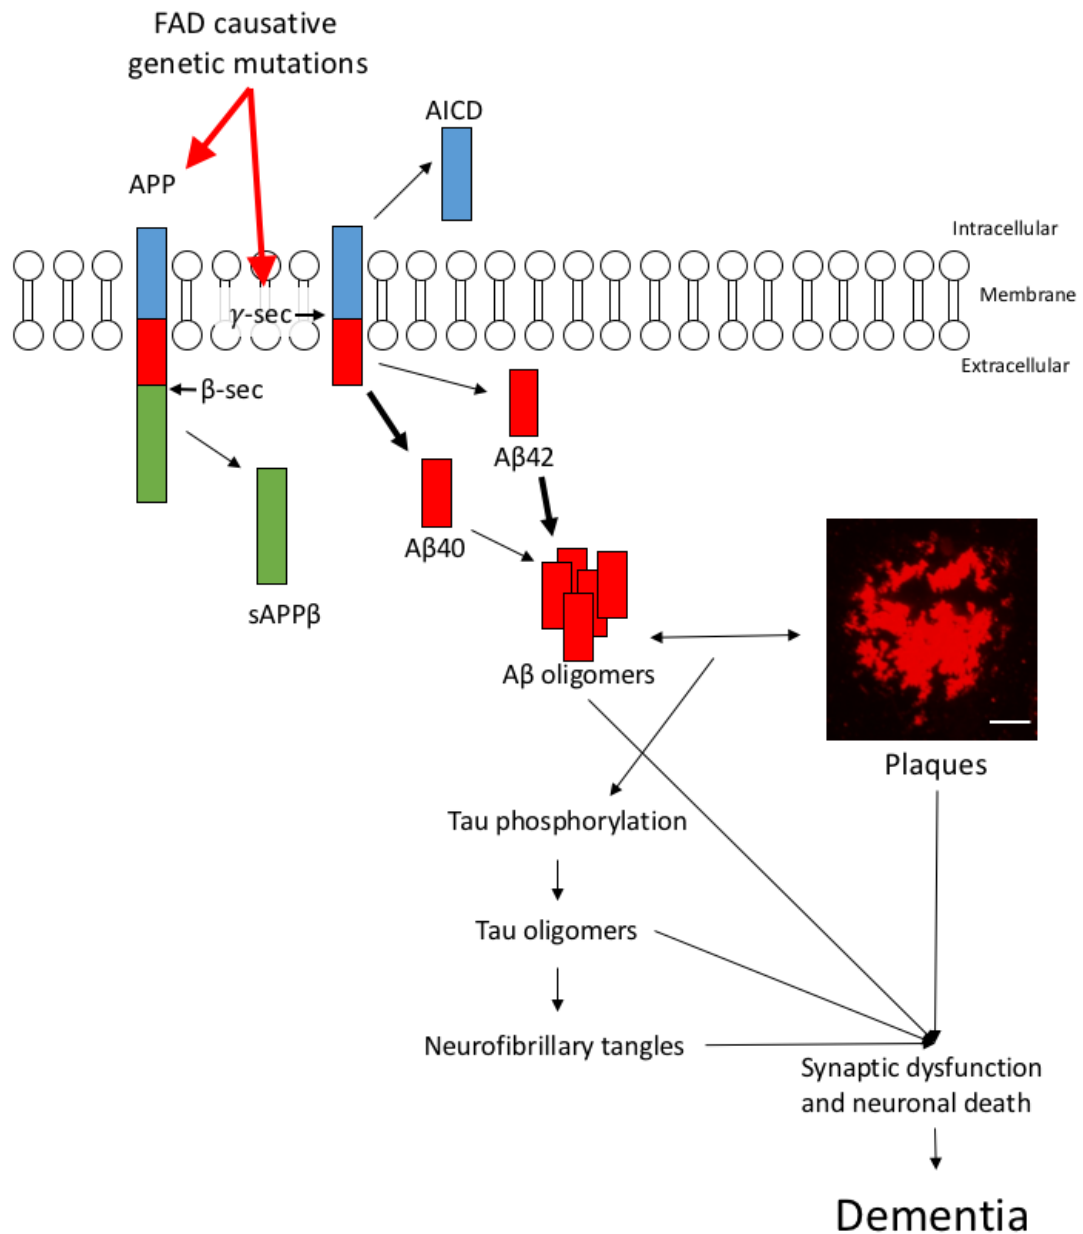 FAD causative
genetic mutations
AICD
APP
Intracellular
Membrane
γ-sec
Extracellular
β-sec
Aβ42
Aβ40
sAPPβ
Aβ oligomers
Plaques
Tau phosphorylation
Tau oligomers
Neurofibrillary tangles
Synaptic dysfunction
and neuronal death
Dementia